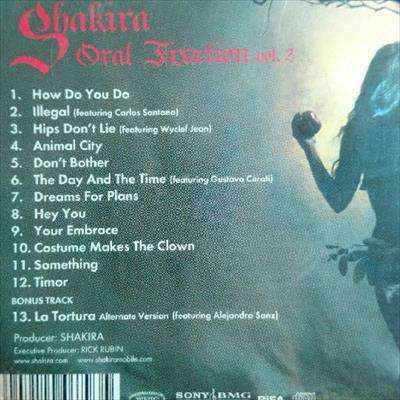 Shakira
Oral Fixation vol. 2
1. How Do You Do
2. Illegal (featuring Carlos Santana)
3. Hips Don't Lie (featuring Wyclef Jean)
4. Animal City
5. Don't Bother
6. The Day And The Time (featuring Gustavo Cerati)
7. Dreams For Plans
8. Hey You
9. Your Embrace
10. Costume Makes The Clown
11. Something
12. Timor
BONUS TRACK
13. La Tortura Alternate Version (featuring Alejandro Sanz)
Producer: SHAKIRA
Executive Producer: RICK RUBIN
www.shakira.com www.shakiramobile.com
SONY BMG